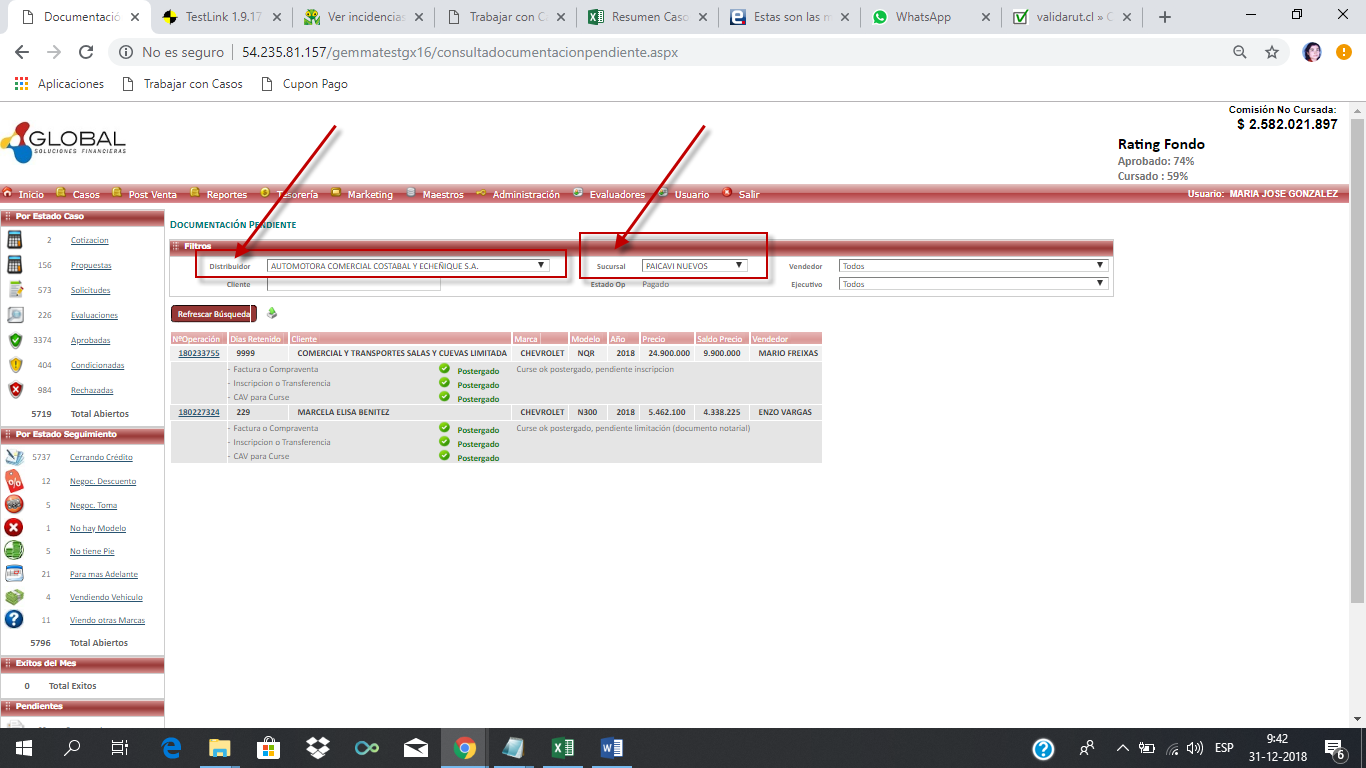 Documentació
TestLink 1.9.17
Ver incidencias
Trabajar con C
Resumen Caso
Estas son las m
WhatsApp
validarut.cl » C
No es seguro | 54.235.81.157/gemmatestgx16/consultadocumentacionpendiente.aspx
Aplicaciones Trabajar con Casos Cupon Pago
Comisión No Cursada:
$ 2.582.021.897
GLOBAL
SOLUCIONES FINANCIERAS
Rating Fondo
Aprobado: 74%
Cursado : 59%
Inicio Casos Post Venta Reportes Tesorería Marketing Maestros Administración Evaluadores Usuario Salir Usuario: MARIA JOSE GONZALEZ
Por Estado Caso
2 Cotizacion
156 Propuestas
573 Solicitudes
226 Evaluaciones
3374 Aprobadas
404 Condicionadas
984 Rechazadas
5719 Total Abiertos
Por Estado Seguimiento
5737 Cerrando Crédito
12 Negoc. Descuento
5 Negoc. Toma
1 No hay Modelo
5 No tiene Pie
21 Para mas Adelante
4 Vendiendo Vehículo
11 Viendo otras Marcas
5796 Total Abiertos
Exitos del Mes
0 Total Exitos
Pendientes
DOCUMENTACIÓN PENDIENTE
Filtros
Distribuidor AUTOMOTORA COMERCIAL COSTABAL Y ECHEÑIQUE S.A. Sucursal PAICAVI NUEVOS Vendedor Todos
Cliente Estado Op Pagado Ejecutivo Todos
Refrescar Búsqueda
NºOperación Días Retenido Cliente Marca Modelo Año Precio Saldo Precio Vendedor
180233755 9999 COMERCIAL Y TRANSPORTES SALAS Y CUEVAS LIMITADA CHEVROLET NQR 2018 24.900.000 9.900.000 MARIO FREIXAS
- Factura o Compraventa Postergado Curse ok postergado, pendiente inscripcion
- Inscripcion o Transferencia Postergado
- CAV para Curse Postergado
180227324 229 MARCELA ELISA BENITEZ CHEVROLET N300 2018 5.462.100 4.338.225 ENZO VARGAS
- Factura o Compraventa Postergado Curse ok postergado, pendiente limitación (documento notarial)
- Inscripcion o Transferencia Postergado
- CAV para Curse Postergado
ESP
9:42
31-12-2018
6